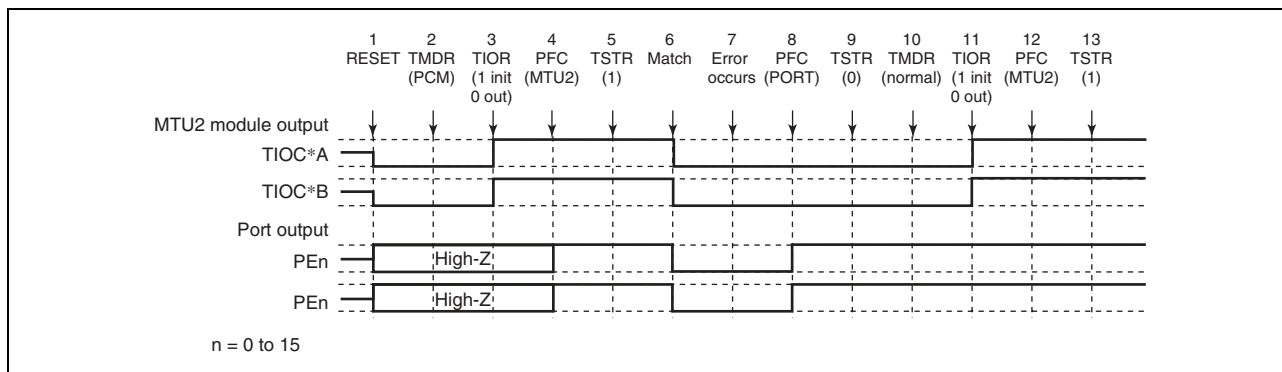 1 2 3 4 5 6 7 8 9 10 11 12 13
RESET TMDR TIOR PFC TSTR Match Error PFC TSTR TMDR TIOR PFC TSTR
(PCM) (1 init (MTU2) (1) occurs (PORT) (0) (normal) (1 init (MTU2) (1)
0 out) 0 out)
MTU2 module output
TIOC*A
TIOC*B
Port output
PEn High-Z
PEn High-Z
n = 0 to 15